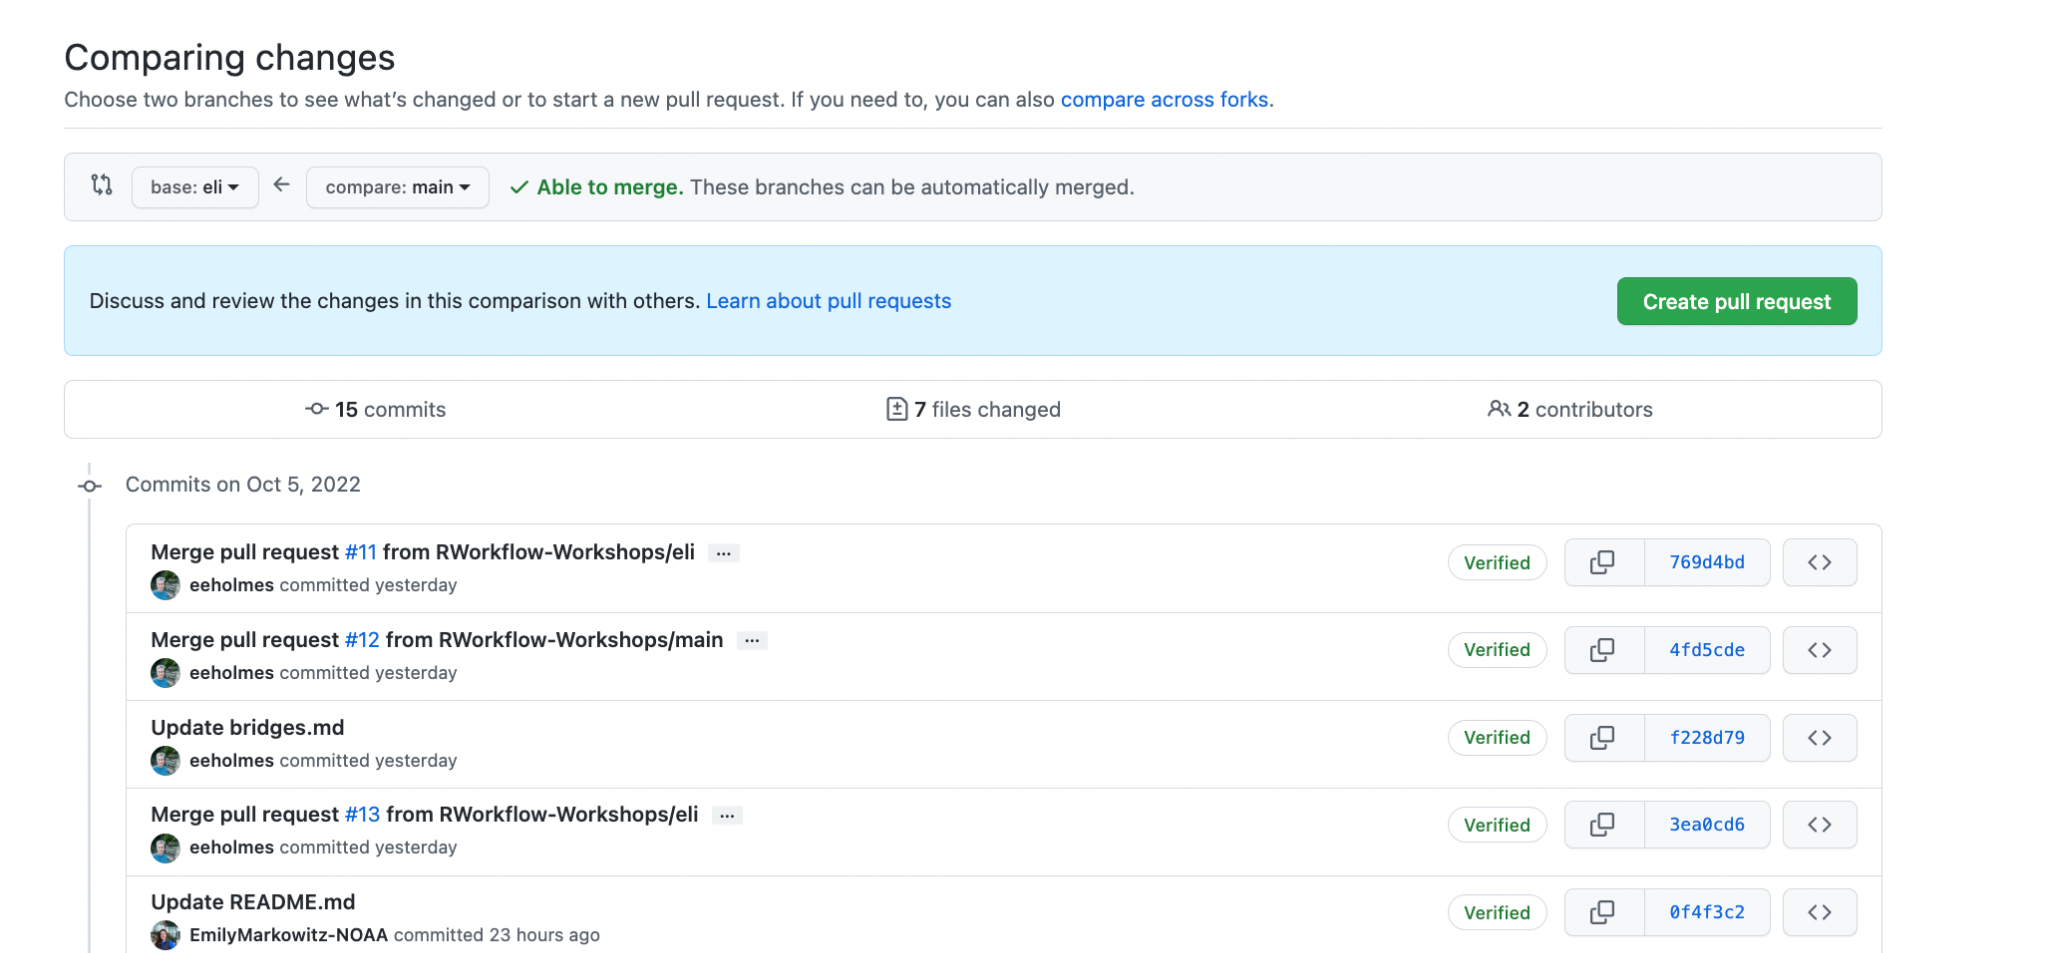 Comparing changes
Choose two branches to see what’s changed or to start a new pull request. If you need to, you can also compare across forks.
base: eli compare: main Able to merge. These branches can be automatically merged.
Discuss and review the changes in this comparison with others. Learn about pull requests Create pull request
15 commits 7 files changed 2 contributors
Commits on Oct 5, 2022
Merge pull request #11 from RWorkflow-Workshops/eli ...
eeholmes committed yesterday
Verified 769d4bd
Merge pull request #12 from RWorkflow-Workshops/main ...
eeholmes committed yesterday
Verified 4fd5cde
Update bridges.md
eeholmes committed yesterday
Verified f228d79
Merge pull request #13 from RWorkflow-Workshops/eli ...
eeholmes committed yesterday
Verified 3ea0cd6
Update README.md
EmilyMarkowitz-NOAA committed 23 hours ago
Verified 0f4f3c2